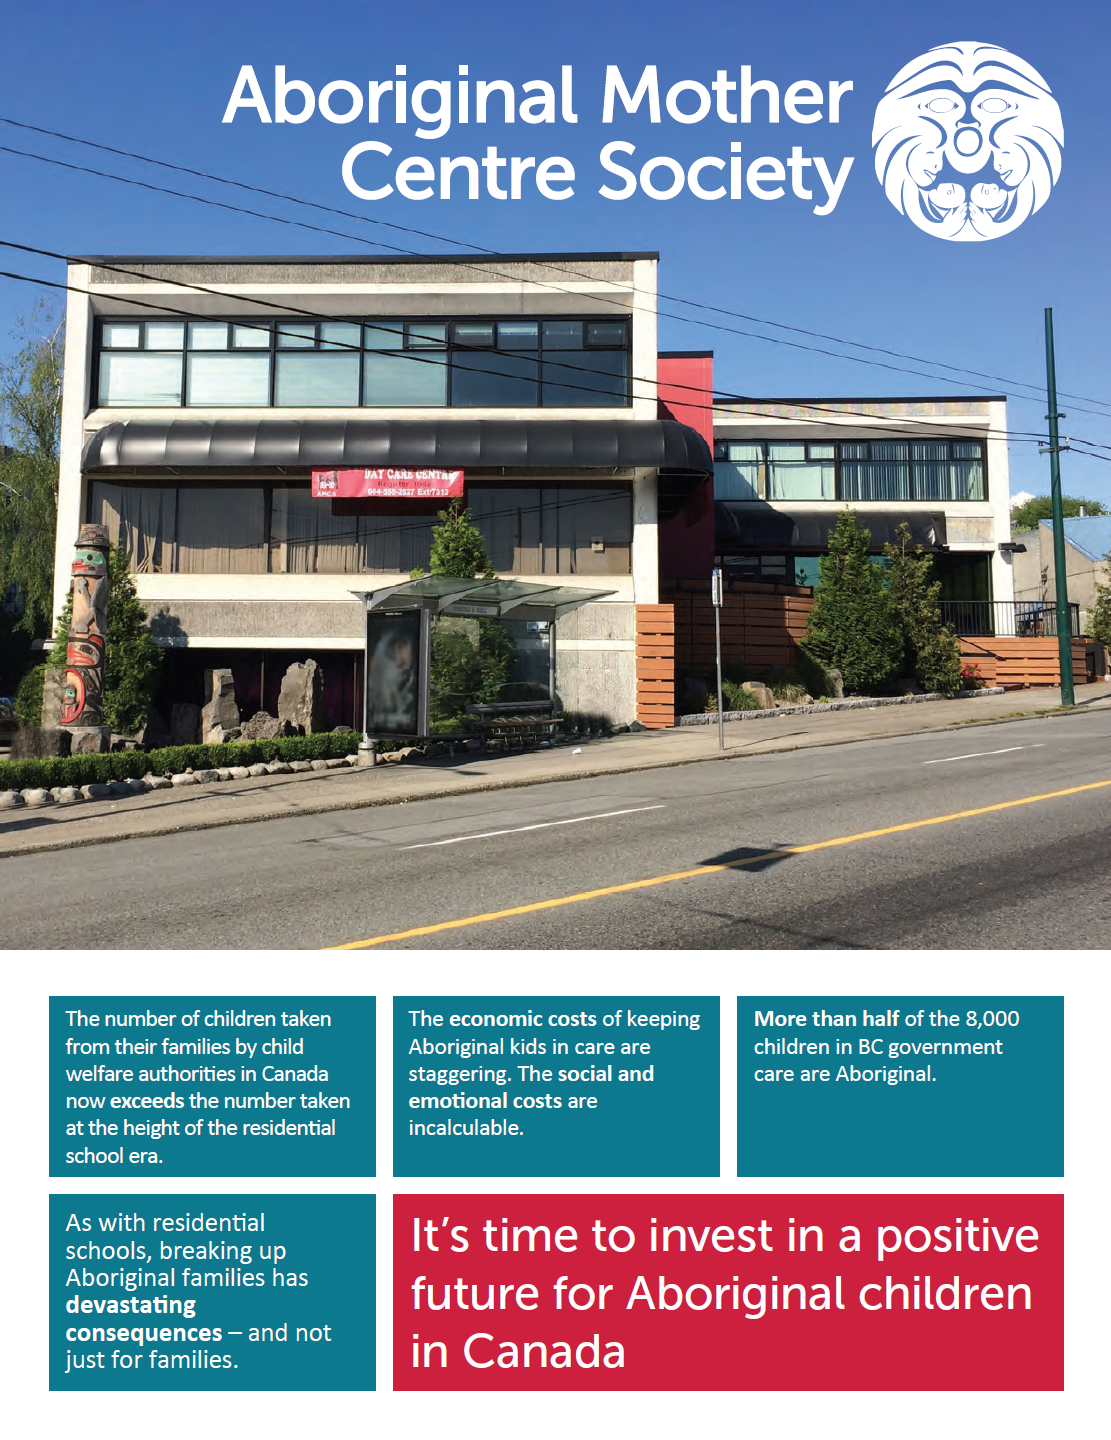 Aboriginal Mother
Centre Society
DAY CARE CENTRE
AMCS
The number of children taken
from their families by child
welfare authorities in Canada
now exceeds the number taken
at the height of the residential
school era.
The economic costs of keeping
Aboriginal kids in care are
staggering. The social and
emotional costs are
incalculable.
More than half of the 8,000
children in BC government
care are Aboriginal.
As with residential
schools, breaking up
Aboriginal families has
devastating
consequences – and not
just for families.
It’s time to invest in a positive
future for Aboriginal children
in Canada